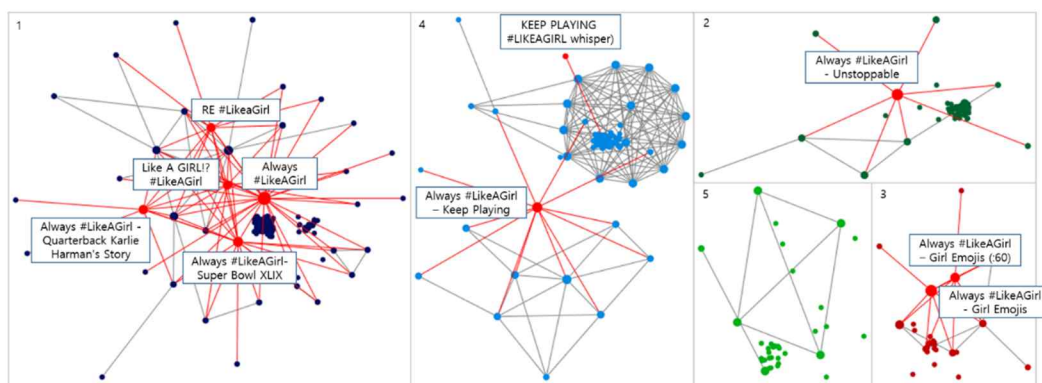 1
RE #LikeaGirl
Like A GIRL!?
#LikeAGirl
Always
#LikeAGirl
Always #LikeAGirl -
Quarterback Karlie
Harman's Story
Always #LikeAGirl-
Super Bowl XLIX
4
KEEP PLAYING
#LIKEAGIRL whisper)
Always #LikeAGirl
– Keep Playing
2
Always #LikeAGirl
- Unstoppable
5
3
Always #LikeAGirl
– Girl Emojis (:60)
Always #LikeAGirl
- Girl Emojis